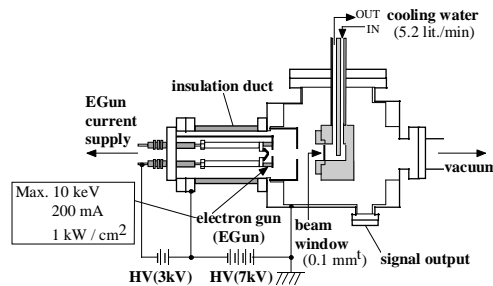 OUT
IN
cooling water
(5.2 lit./min)
insulation duct
EGun
current
supply
vacuum
Max. 10 keV
200 mA
1 kW / cm2
electron gun
(EGun)
beam
window
(0.1 mmt)
signal output
HV(3kV)
HV(7kV)